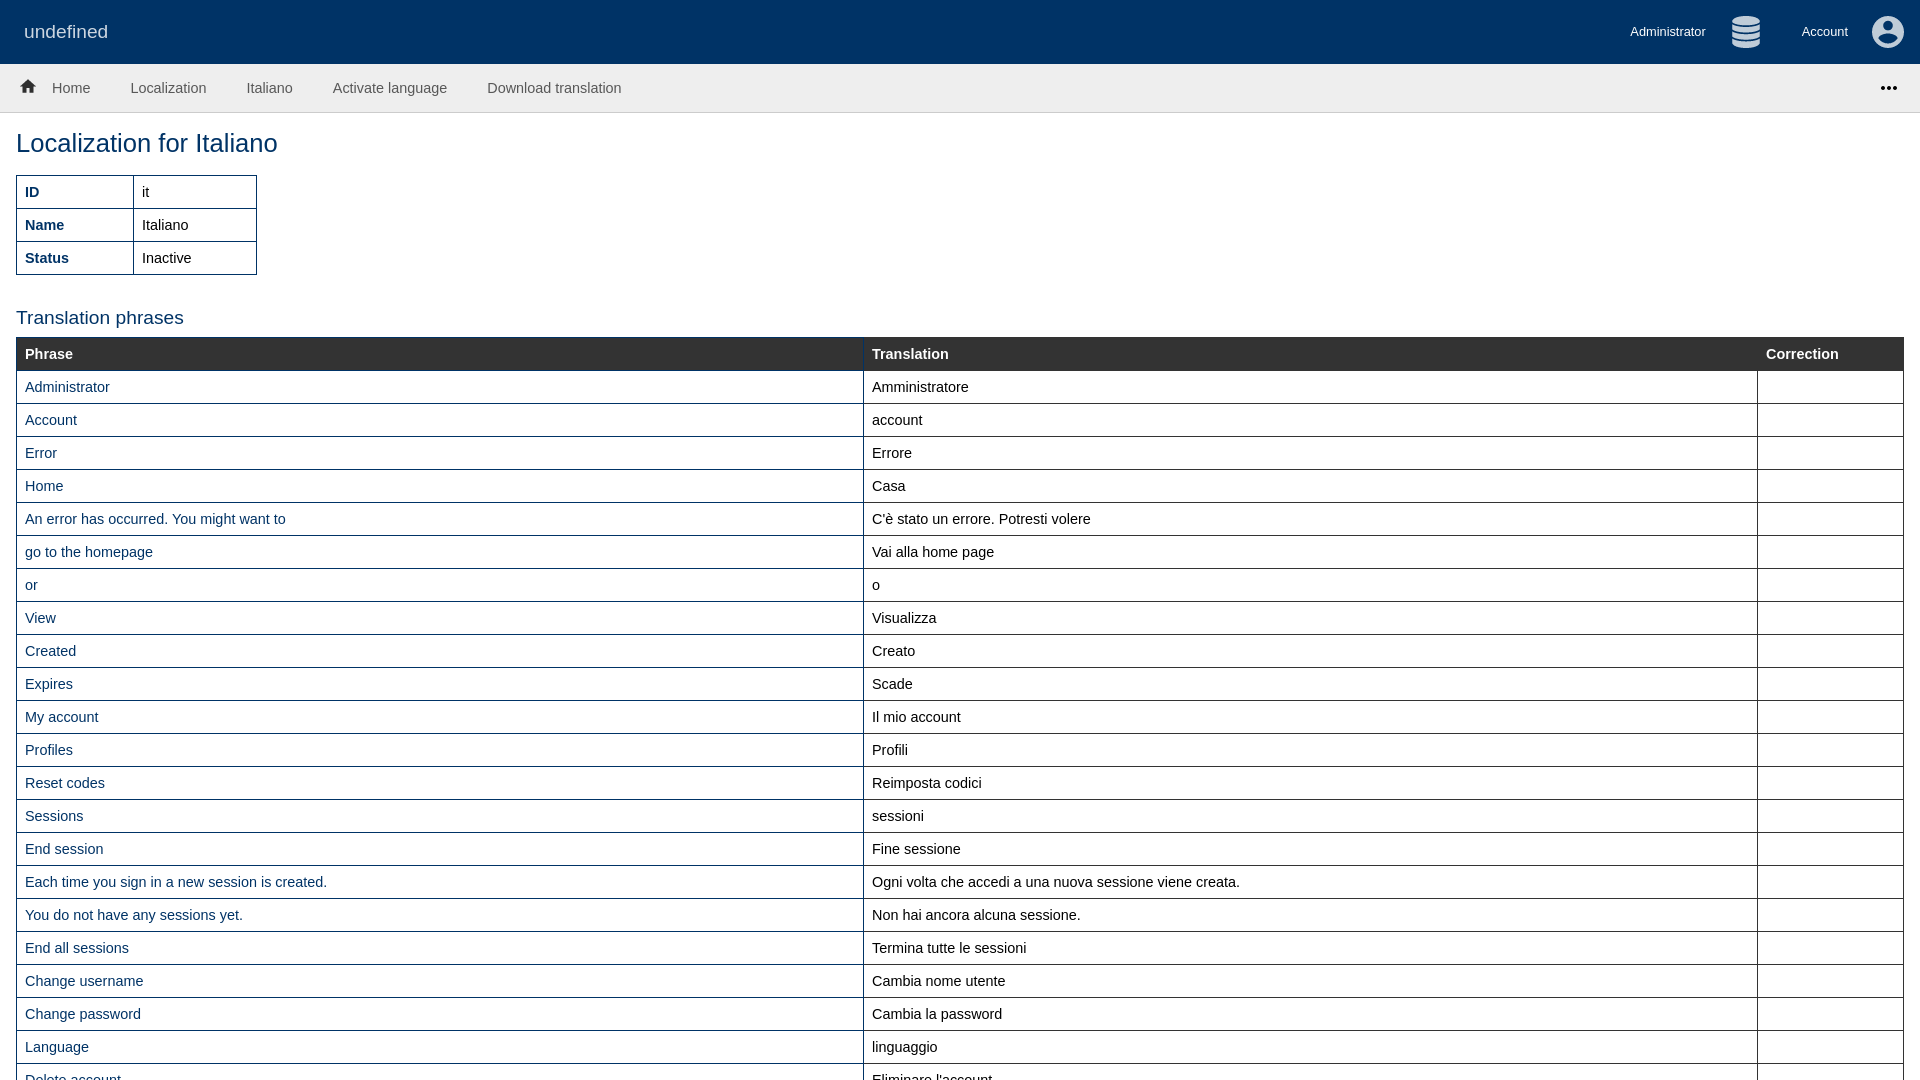 undefined
Administrator
Account
Home
Localization
Italiano
Activate language
Download translation
Localization for Italiano
ID it
Name Italiano
Status Inactive
Translation phrases
Phrase Translation Correction
Administrator Amministratore
Account account
Error Errore
Home Casa
An error has occurred. You might want to C'è stato un errore. Potresti volere
go to the homepage Vai alla home page
or o
View Visualizza
Created Creato
Expires Scade
My account Il mio account
Profiles Profili
Reset codes Reimposta codici
Sessions sessioni
End session Fine sessione
Each time you sign in a new session is created. Ogni volta che accedi a una nuova sessione viene creata.
You do not have any sessions yet. Non hai ancora alcuna sessione.
End all sessions Termina tutte le sessioni
Change username Cambia nome utente
Change password Cambia la password
Language linguaggio
Delete account Eliminare l'account